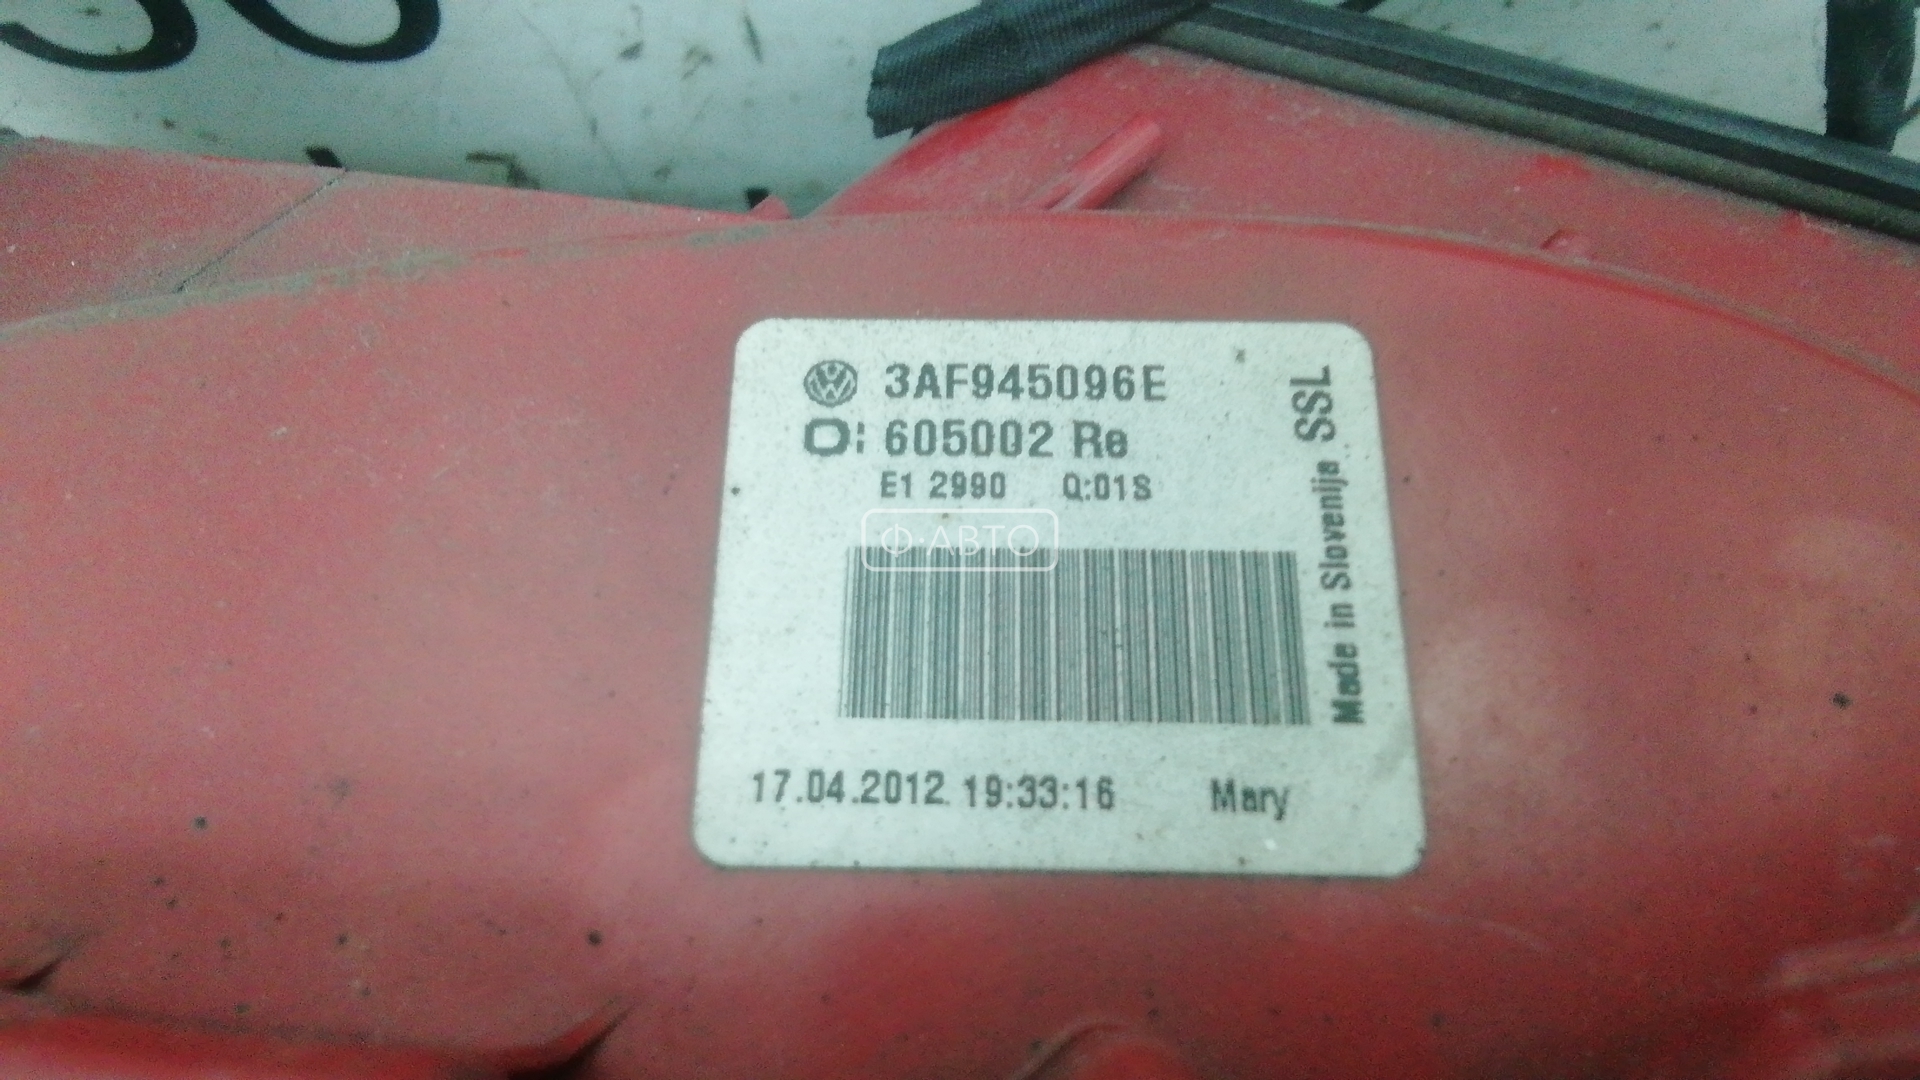 3AF945096E
O: 605002 Re
E1 2990 Q:01S
Ф·АВТО
17.04.2012 19:33:16 Mary
Made in Slovenija SSL